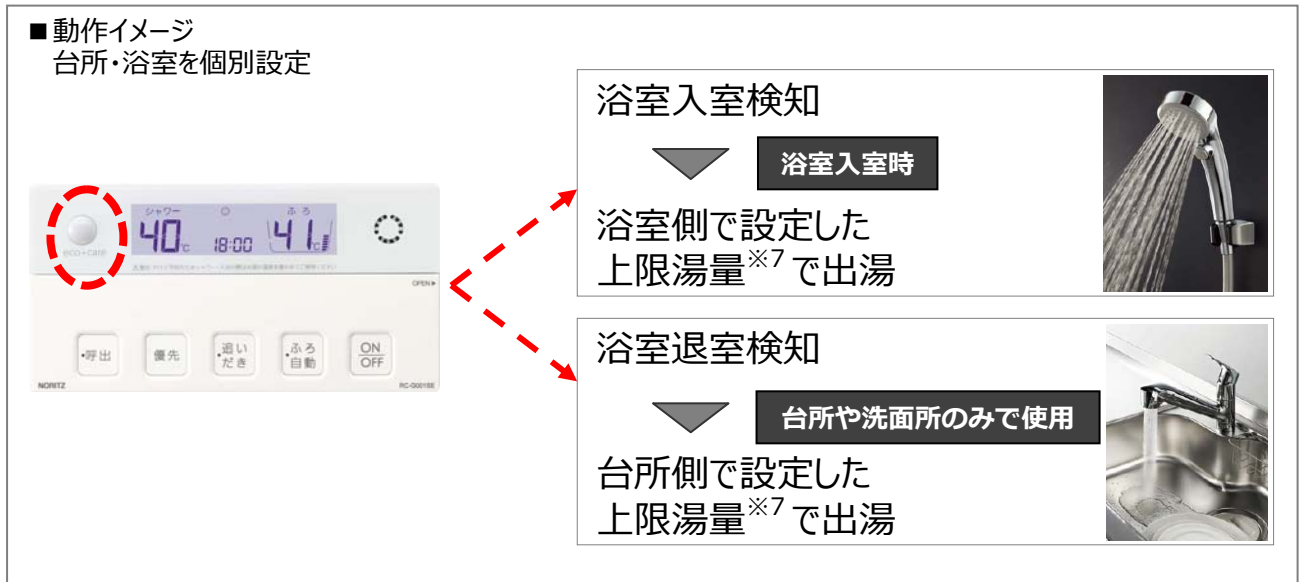 ■動作イメージ
台所・浴室を個別設定
浴室入室検知
浴室入室時
浴室側で設定した
上限湯量※7で出湯
シャワー
ふろ
40℃
18:00
41℃
eco+care
OPEN▶
・呼出
優先
・追いだき
・ふろ自動
ON
OFF
NORITZ
浴室退室検知
台所や洗面所のみで使用
台所側で設定した
上限湯量※7で出湯